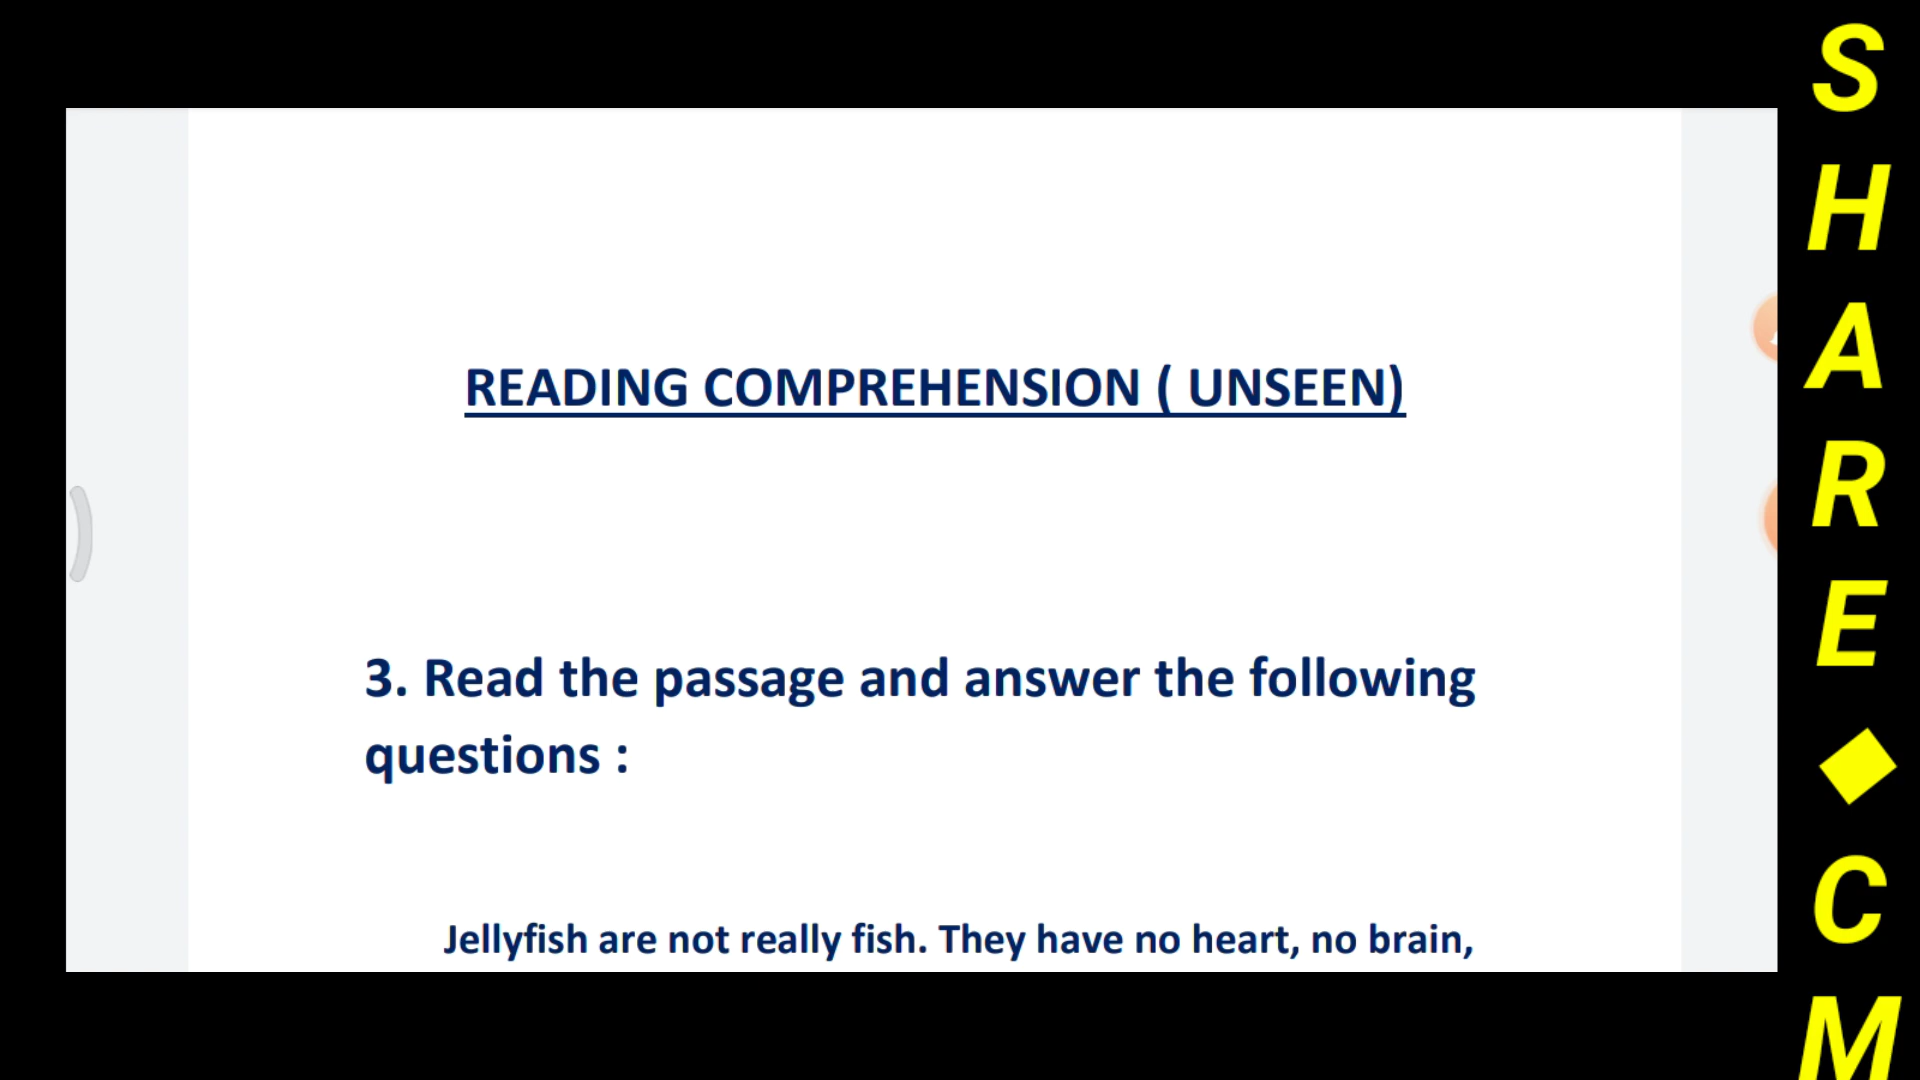 READING COMPREHENSION ( UNSEEN)
3. Read the passage and answer the following
questions :
Jellyfish are not really fish. They have no heart, no brain,
SHARE◆CM